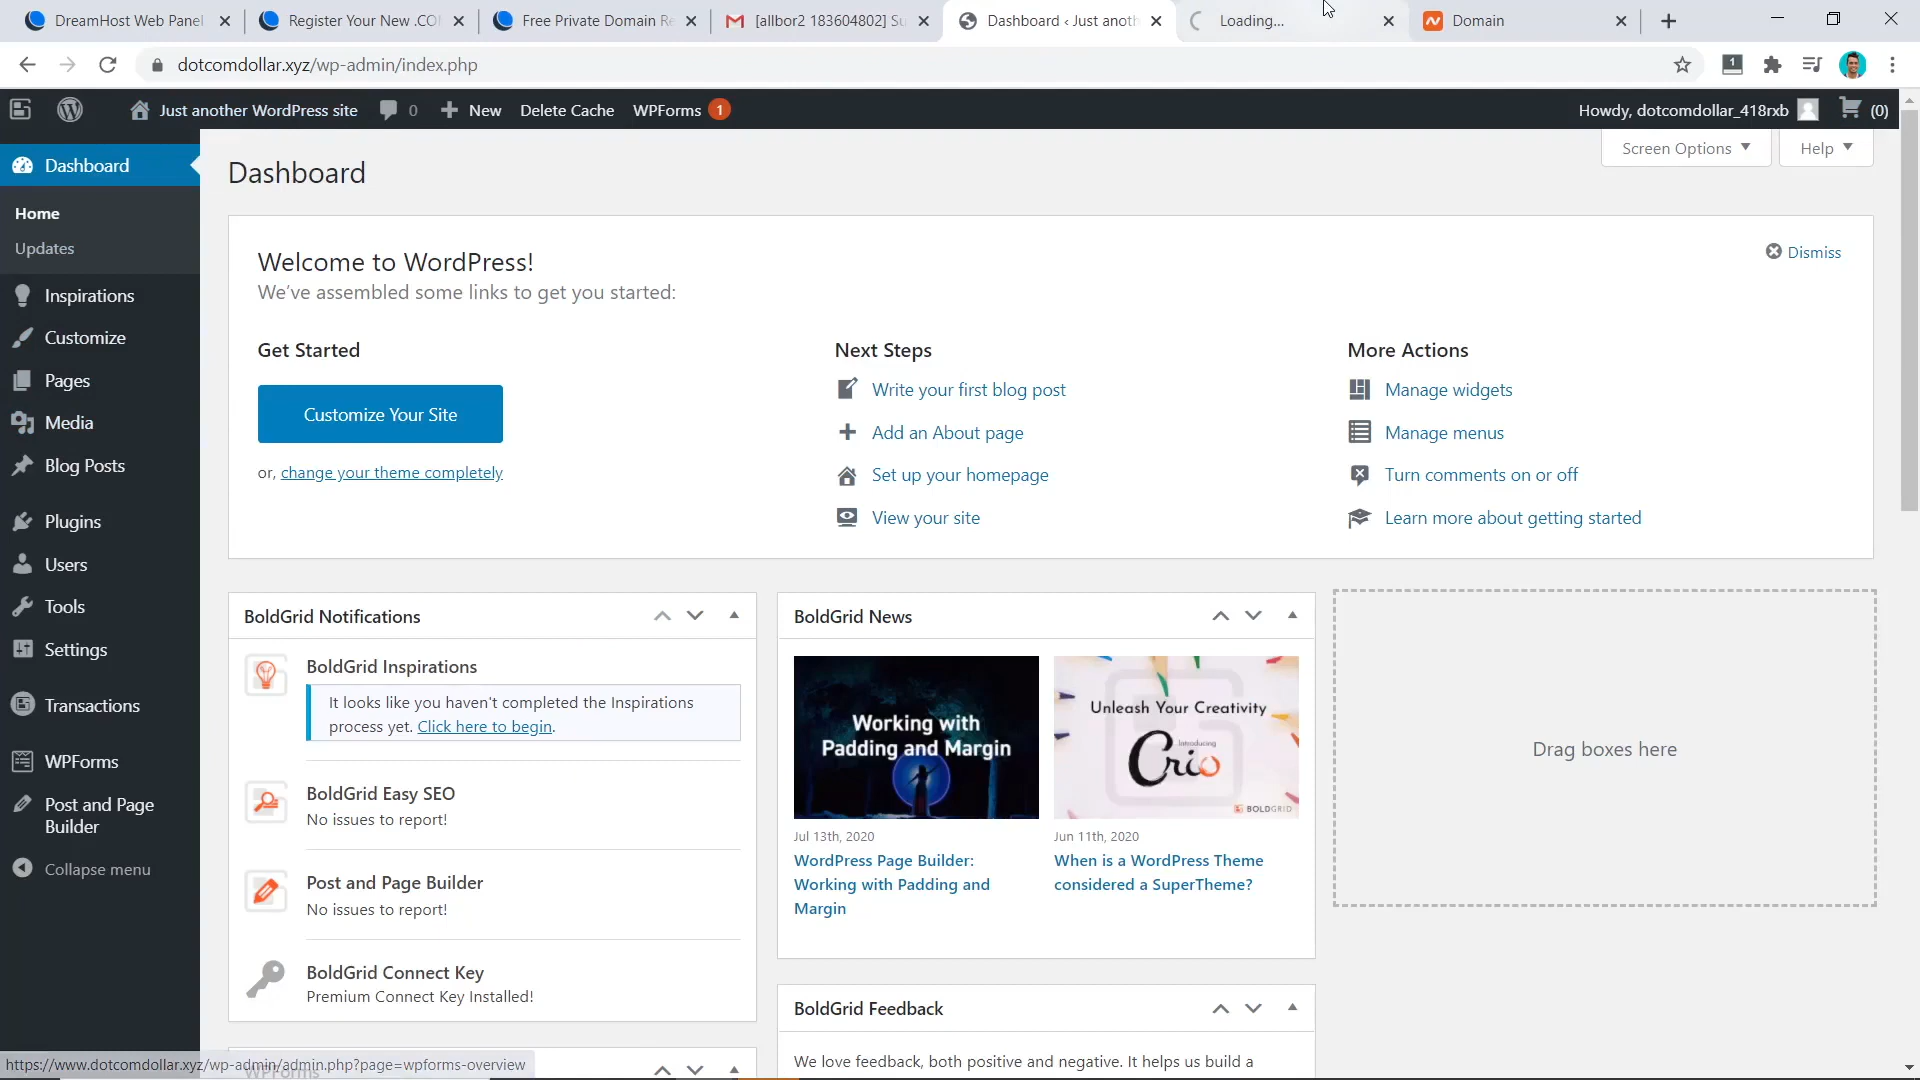 DreamHost Web Panel
Register Your New .CO
Free Private Domain Re
[allbor2 183604802] Su
Dashboard ‹ Just anoth
Loading...
Domain
dotcomdollar.xyz/wp-admin/index.php
1
Just another WordPress site
0
New
Delete Cache
WPForms 1
Howdy, dotcomdollar_418rxb
(0)
Dashboard
Home
Updates
Inspirations
Customize
Pages
Media
Blog Posts
Plugins
Users
Tools
Settings
Transactions
WPForms
Post and Page
Builder
Collapse menu
Screen Options
Help
Dashboard
Welcome to WordPress!
We've assembled some links to get you started:
Dismiss
Get Started
Customize Your Site
or, change your theme completely
Next Steps
Write your first blog post
Add an About page
Set up your homepage
View your site
More Actions
Manage widgets
Manage menus
Turn comments on or off
Learn more about getting started
BoldGrid Notifications
BoldGrid Inspirations
It looks like you haven't completed the Inspirations
process yet. Click here to begin.
BoldGrid Easy SEO
No issues to report!
Post and Page Builder
No issues to report!
BoldGrid Connect Key
Premium Connect Key Installed!
WPForms
BoldGrid News
Working with
Padding and Margin
Jul 13th, 2020
WordPress Page Builder:
Working with Padding and
Margin
Unleash Your Creativity
Introducing
Crio
BOLDGRID
Jun 11th, 2020
When is a WordPress Theme
considered a SuperTheme?
BoldGrid Feedback
We love feedback, both positive and negative. It helps us build a
Drag boxes here
https://www.dotcomdollar.xyz/wp-admin/admin.php?page=wpforms-overview